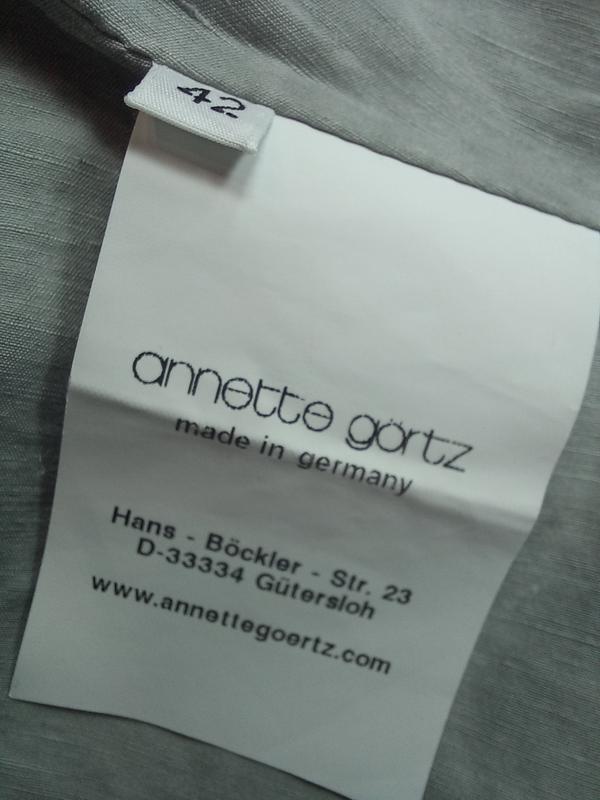 42
annette görtz
made in germany
Hans - Böckler - Str. 23
D-33334 Gütersloh
www.annettegoertz.com